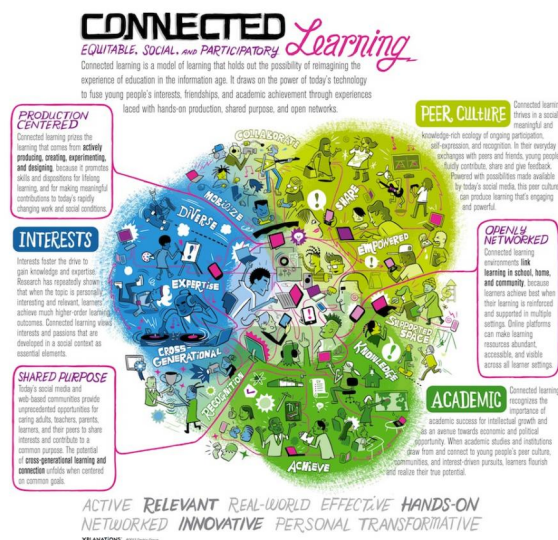 CONNECTED Learning
EQUITABLE, SOCIAL, AND PARTICIPATORY
Connected learning is a model of learning that holds out the possibility of reimagining the
experience of education in the information age. It draws on the power of today's technology
to fuse young people's interests, friendships, and academic achievement through experiences
laced with hands-on production, shared purpose, and open networks.
PRODUCTION
CENTERED
Connected learning prizes the
learning that comes from actively
producing, creating, experimenting,
and designing, because it promotes
skills and dispositions for lifelong
learning, and for making meaningful
contributions to today's rapidly
changing work and social conditions.
INTERESTS
Interests foster the drive to
gain knowledge and expertise.
Research has repeatedly shown
that when the topic is personally
interesting and relevant, learners
achieve much higher-order learning
outcomes. Connected learning views
interests and passions that are
developed in a social context as
essential elements.
SHARED PURPOSE
Today's social media and
web-based communities provide
unprecedented opportunities for
caring adults, teachers, parents,
learners, and their peers to share
interests and contribute to a
common purpose. The potential
of cross-generational learning and
connection unfolds when centered
on common goals.
COLLABORATE
MOBILIZE
DIVERSE
EXPERTISE
CROSS
GENERATIONAL
RECOGNITION
SHARE
EMPOWERED
SUPPORTED
SPACE
KNOWLEDGE
ACHIEVE
PEER CULTURE
Connected learning
thrives in a social
meaningful and
knowledge-rich ecology of ongoing participation,
self-expression, and recognition. In their everyday
exchanges with peers and friends, young people
fluidly contribute, share and give feedback.
Powered with possibilities made available
by today's social media, this peer culture
can produce learning that's engaging
and powerful.
OPENLY
NETWORKED
Connected learning
environments link
learning in school, home,
and community, because
learners achieve best when
their learning is reinforced
and supported in multiple
settings. Online platforms
can make learning
resources abundant,
accessible, and visible
across all learner settings.
ACADEMIC
Connected learning
recognizes the
importance of
academic success for intellectual growth and
as an avenue towards economic and political
opportunity. When academic studies and institutions
draw from and connect to young people's peer culture,
communities, and interest-driven pursuits, learners flourish
and realize their true potential.
ACTIVE RELEVANT REAL-WORLD EFFECTIVE HANDS-ON
NETWORKED INNOVATIVE PERSONAL TRANSFORMATIVE
XPLANATIONS